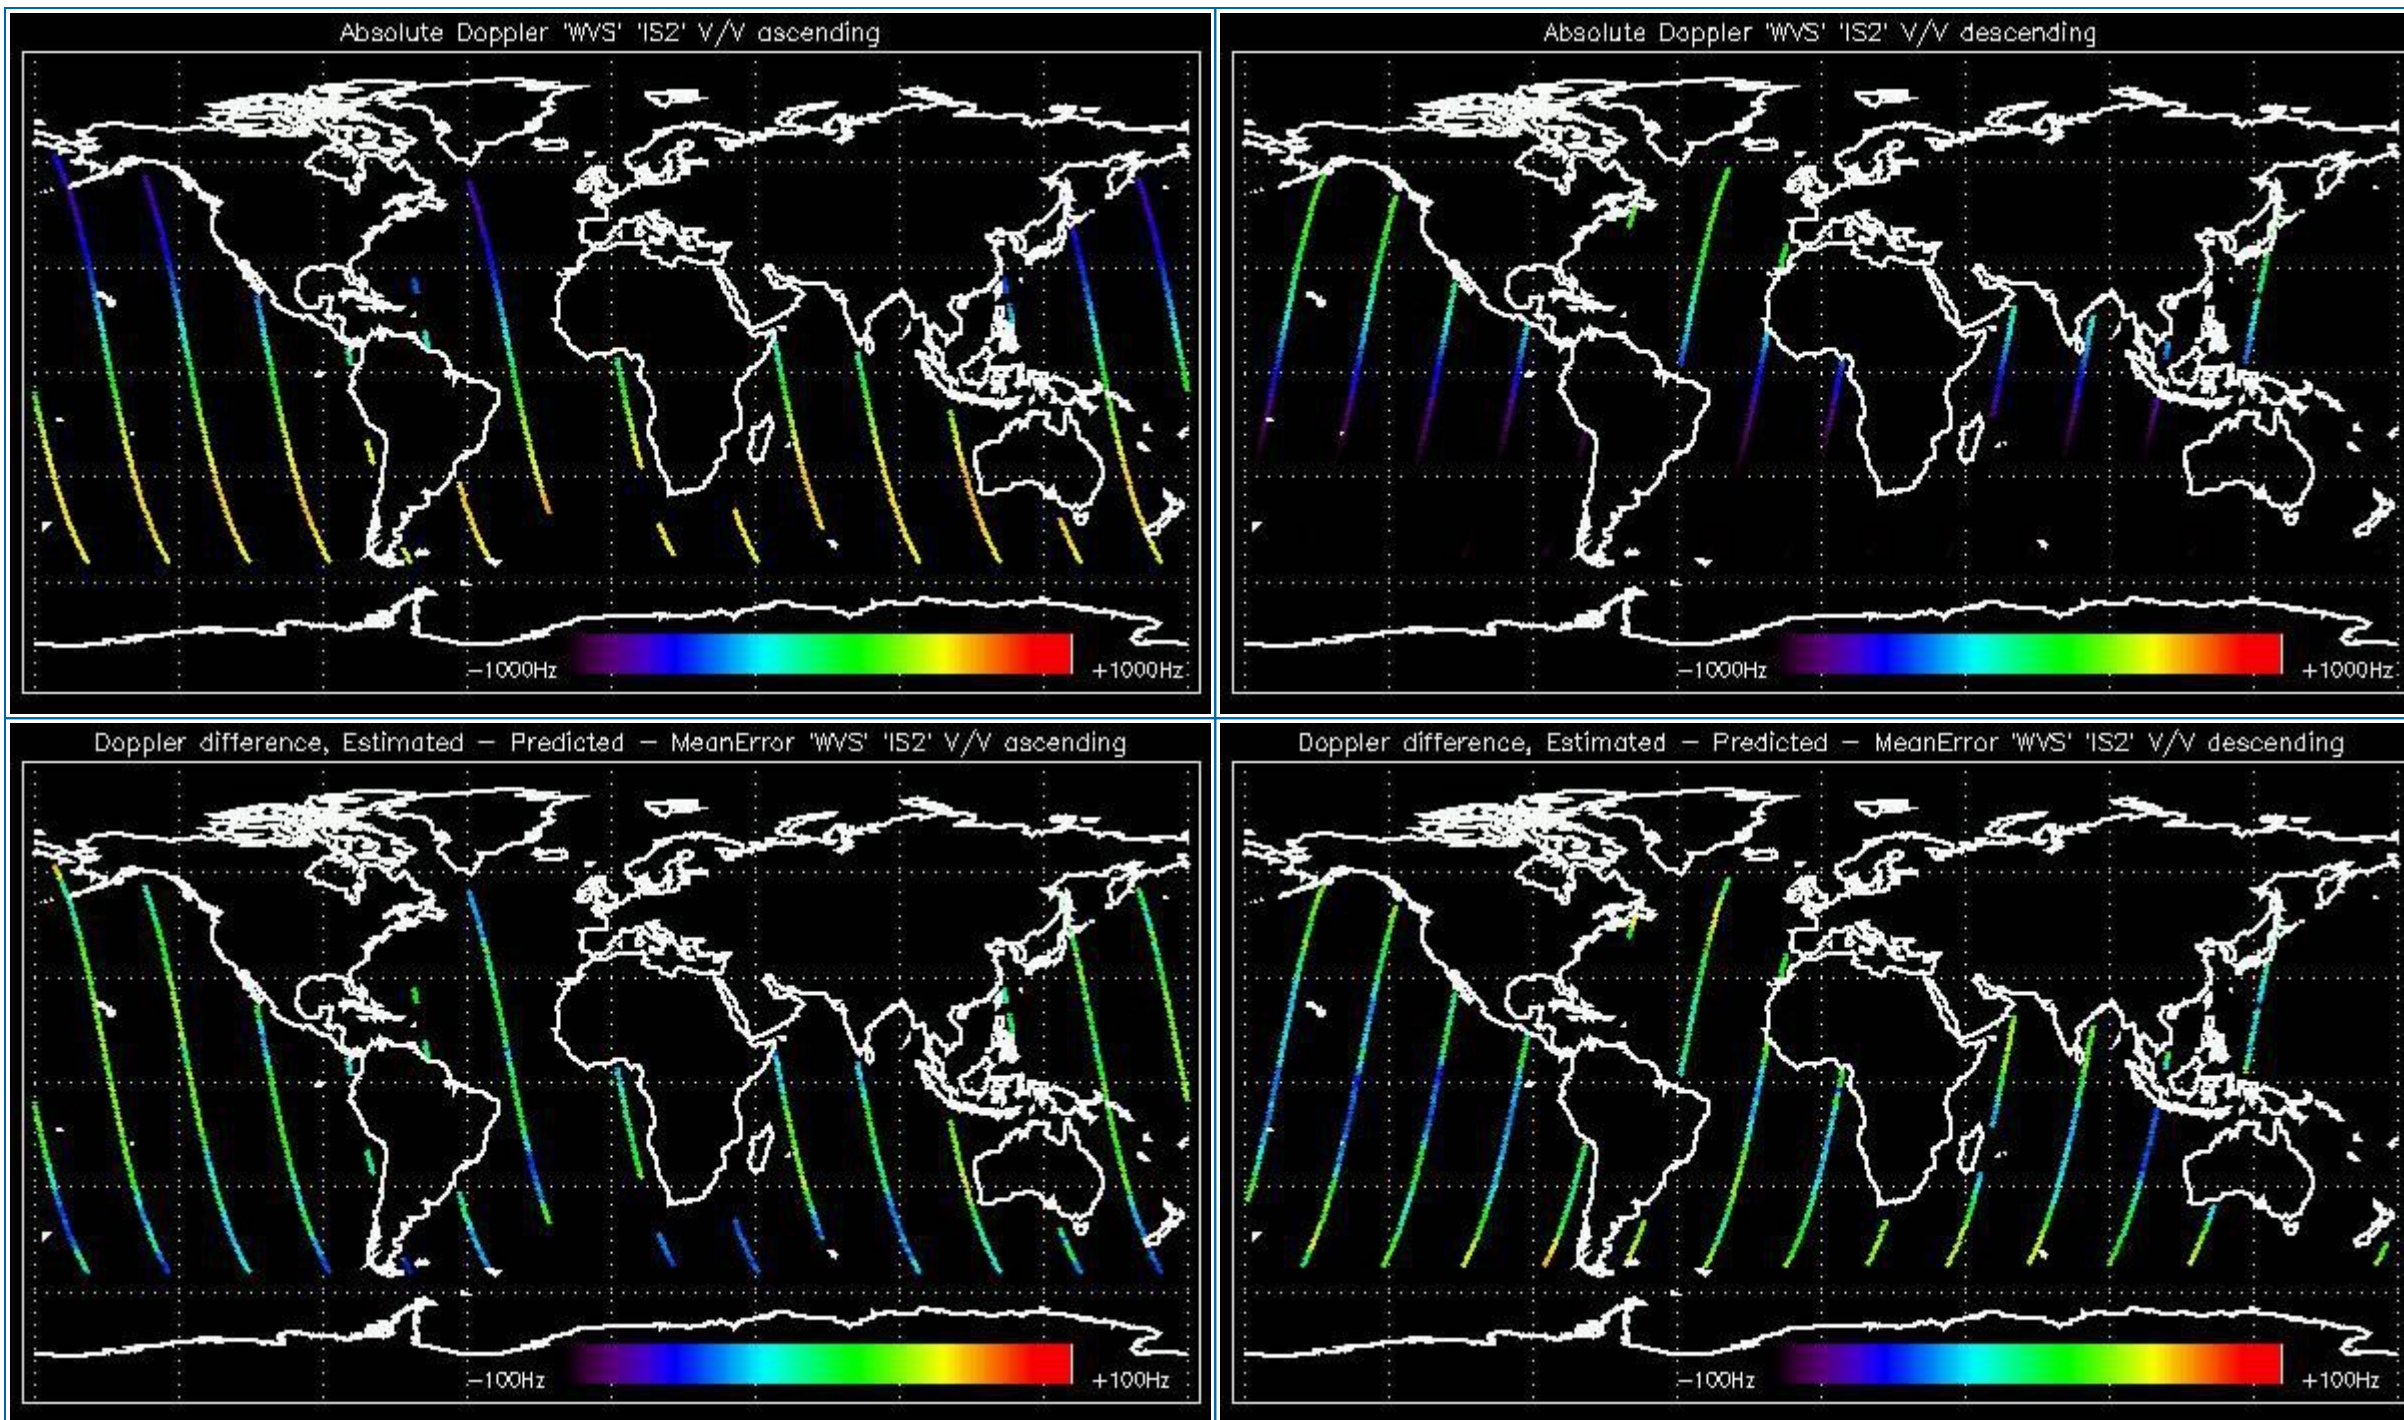 Absolute Doppler 'WVS' 'IS2' V/V ascending
-1000Hz
+1000Hz
Absolute Doppler 'WVS' 'IS2' V/V descending
-1000Hz
+1000Hz
Doppler difference, Estimated - Predicted - MeanError 'WVS' 'IS2' V/V ascending
-100Hz
+100Hz
Doppler difference, Estimated - Predicted - MeanError 'WVS' 'IS2' V/V descending
-100Hz
+100Hz